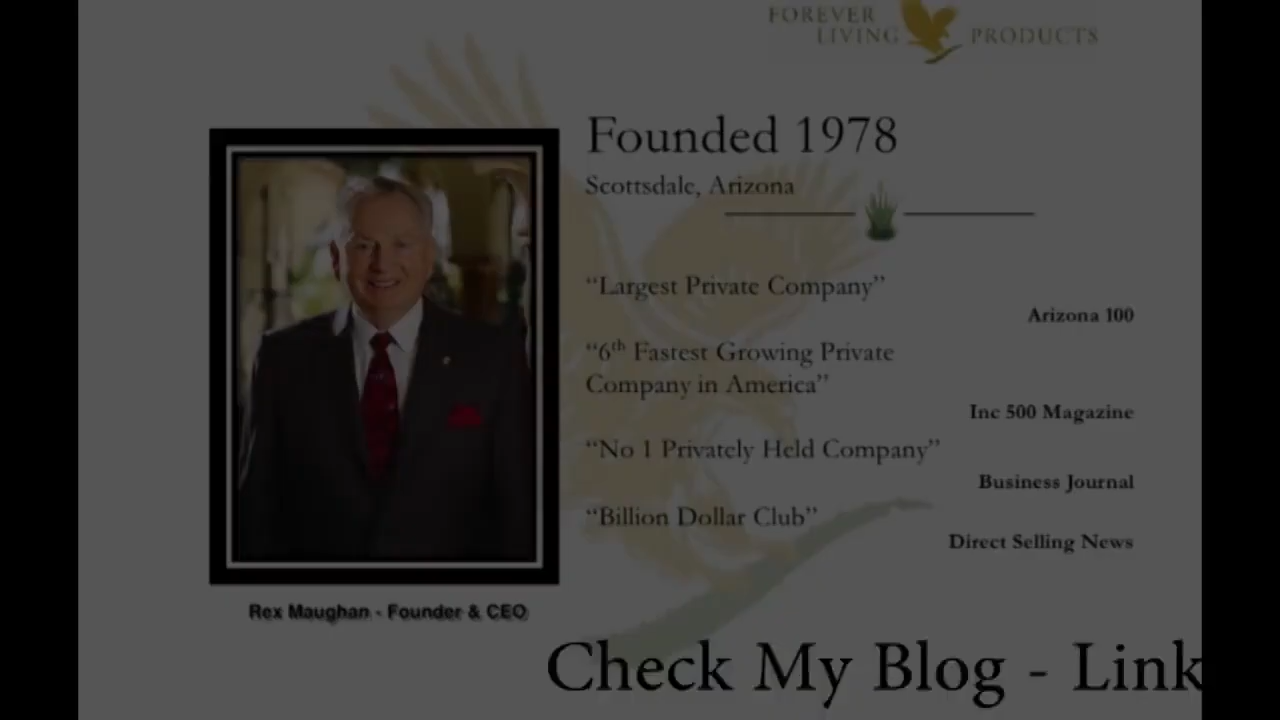 FOREVER
LIVING PRODUCTS
Founded 1978
Scottsdale, Arizona
“Largest Private Company”
Arizona 100
“6th Fastest Growing Private
Company in America”
Inc 500 Magazine
“No 1 Privately Held Company”
Business Journal
“Billion Dollar Club”
Direct Selling News
Rex Maughan - Founder & CEO
Check My Blog - Link